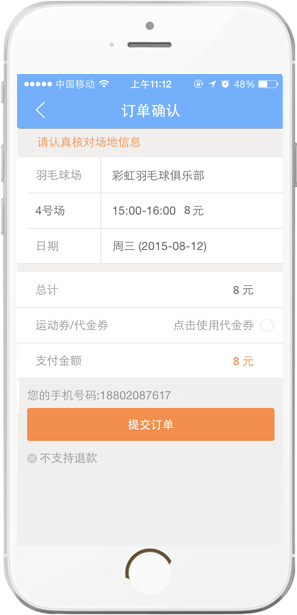 中国移动 上午11:12 48%
订单确认
请认真核对场地信息
羽毛球场 彩虹羽毛球俱乐部
4号场 15:00-16:00 8元
日期 周三 (2015-08-12)
总计 8 元
运动券/代金券 点击使用代金券
支付金额 8 元
您的手机号码:18802087617
提交订单
不支持退款